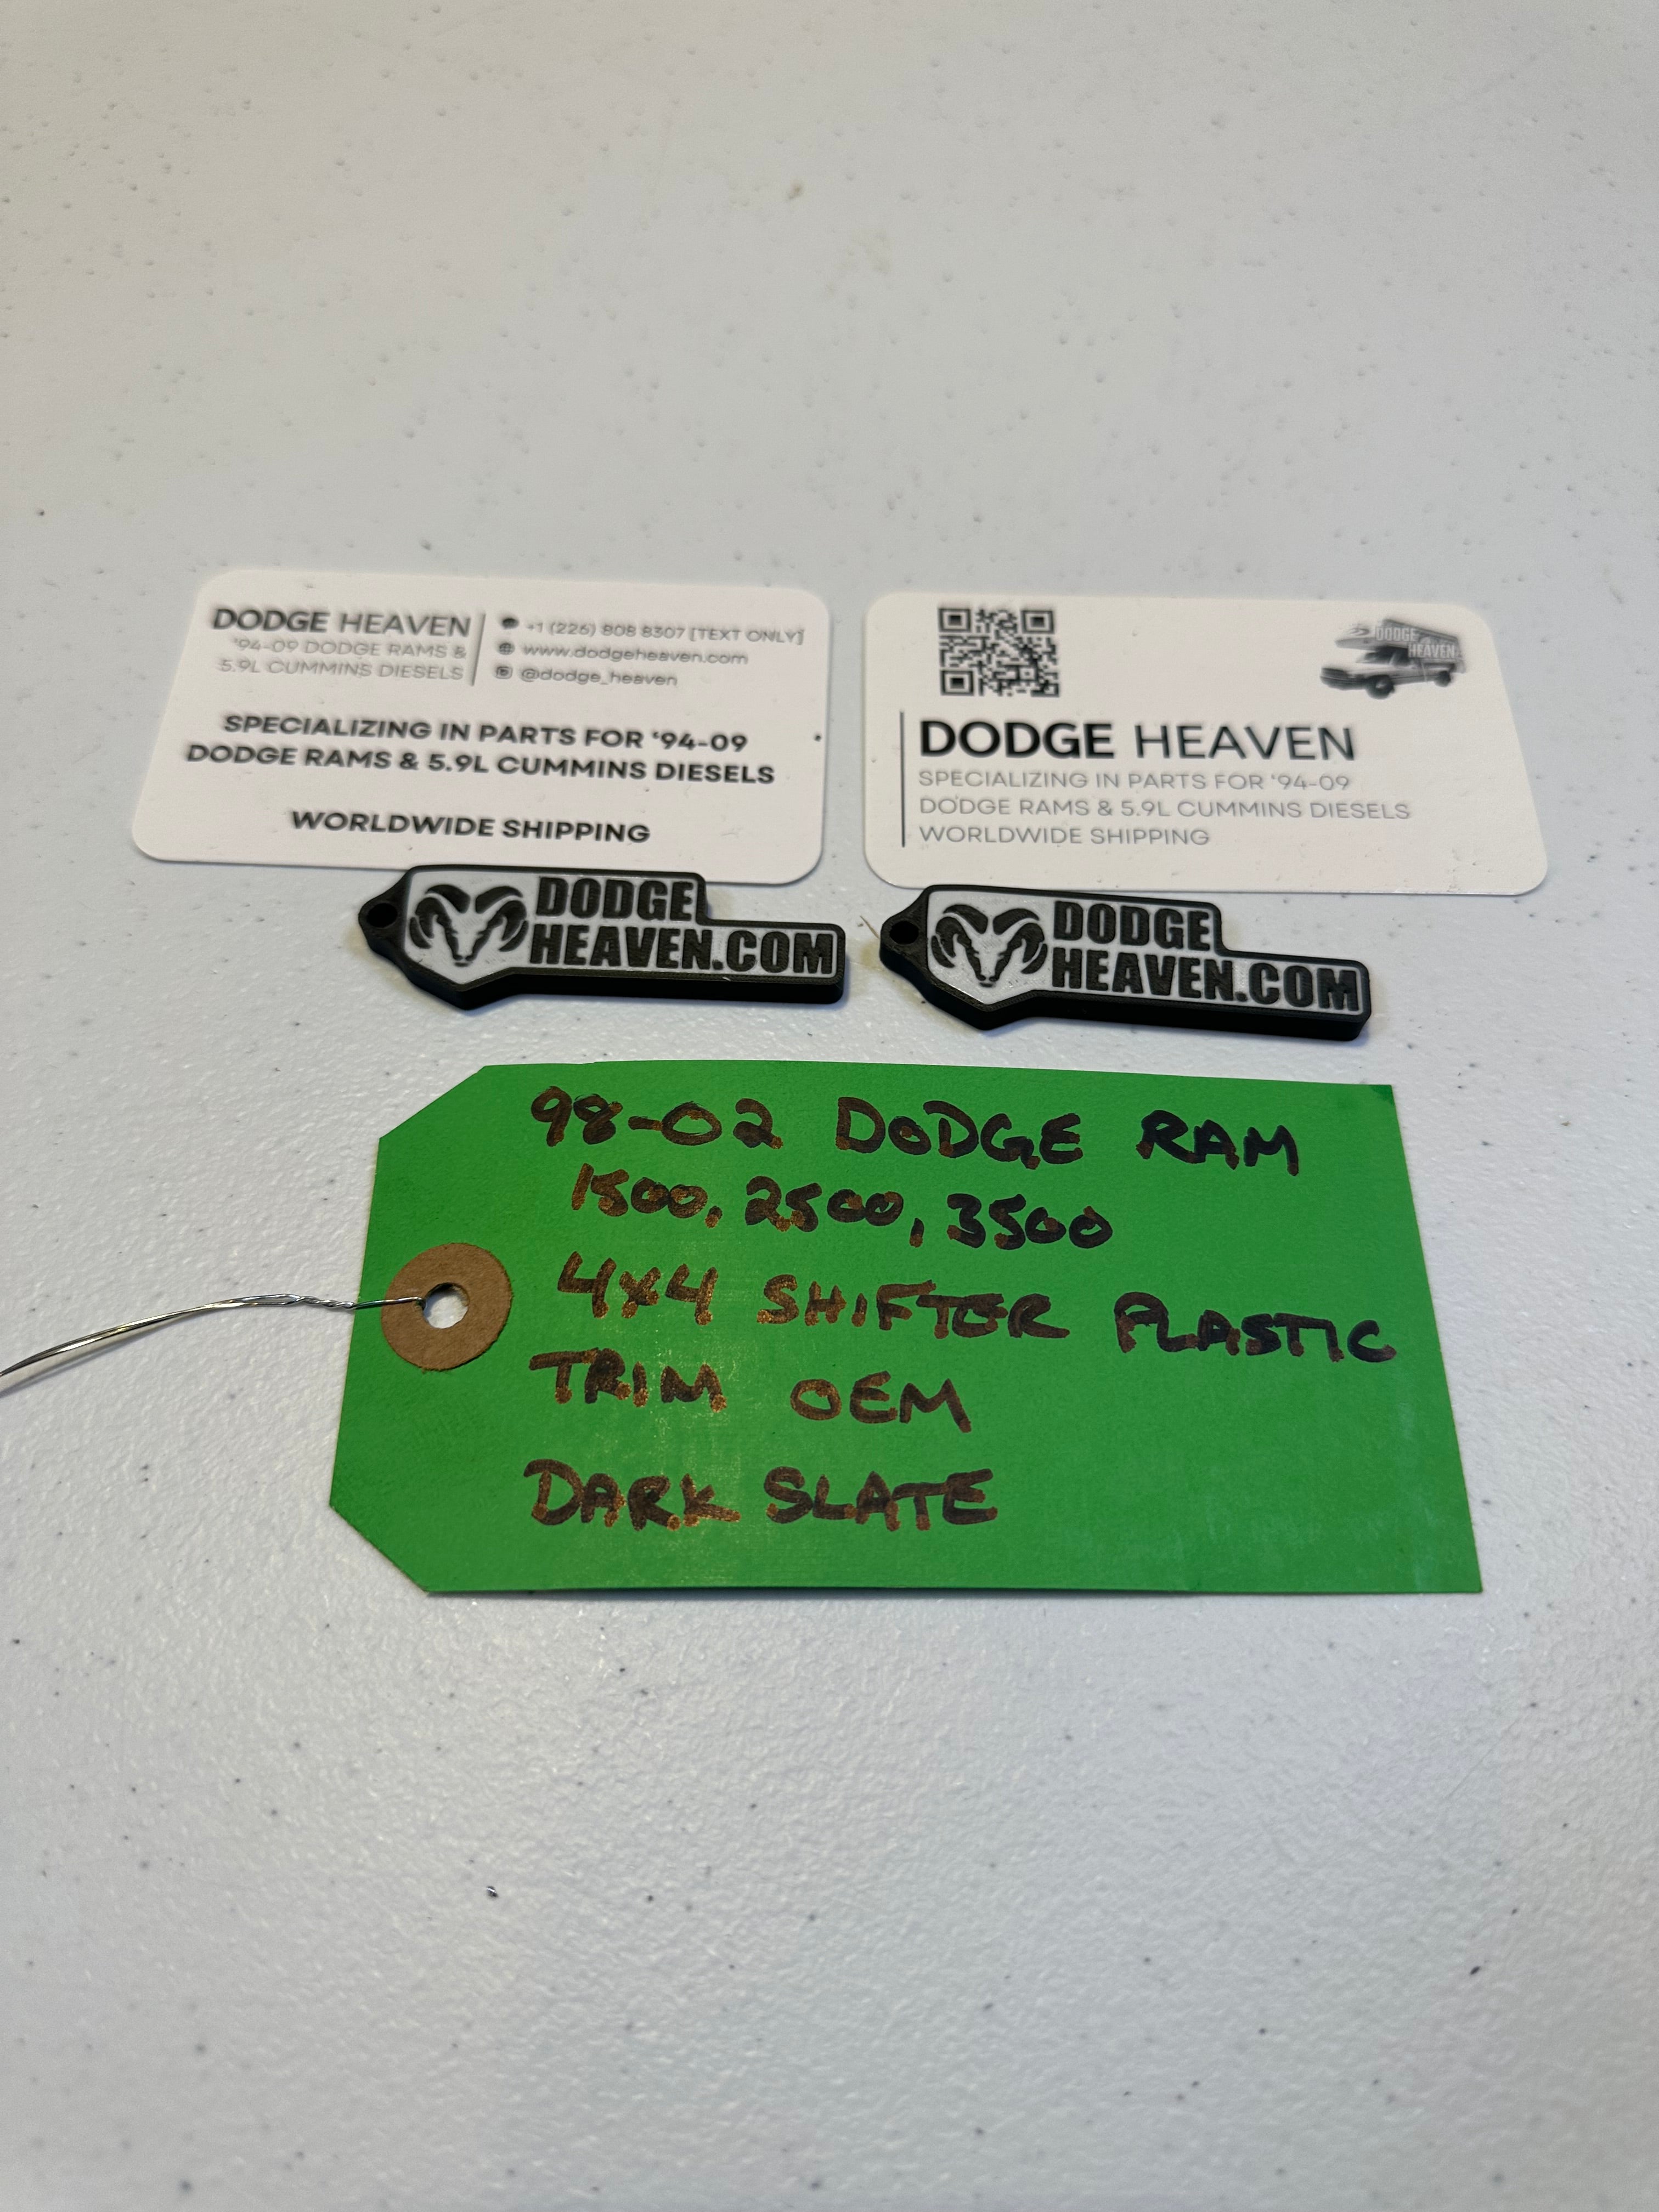 DODGE HEAVEN
'94-09 DODGE RAMS &
5.9L CUMMINS DIESELS
+1 (226) 808 8307 [TEXT ONLY]
www.dodgeheaven.com
@dodge_heaven
SPECIALIZING IN PARTS FOR '94-09
DODGE RAMS & 5.9L CUMMINS DIESELS
WORLDWIDE SHIPPING
DODGE
HEAVEN
DODGE HEAVEN
SPECIALIZING IN PARTS FOR '94-09
DODGE RAMS & 5.9L CUMMINS DIESELS
WORLDWIDE SHIPPING
DODGE
HEAVEN.COM
DODGE
HEAVEN.COM
98-02 DODGE RAM
1500, 2500, 3500
4X4 SHIFTER PLASTIC
TRIM OEM
DARK SLATE